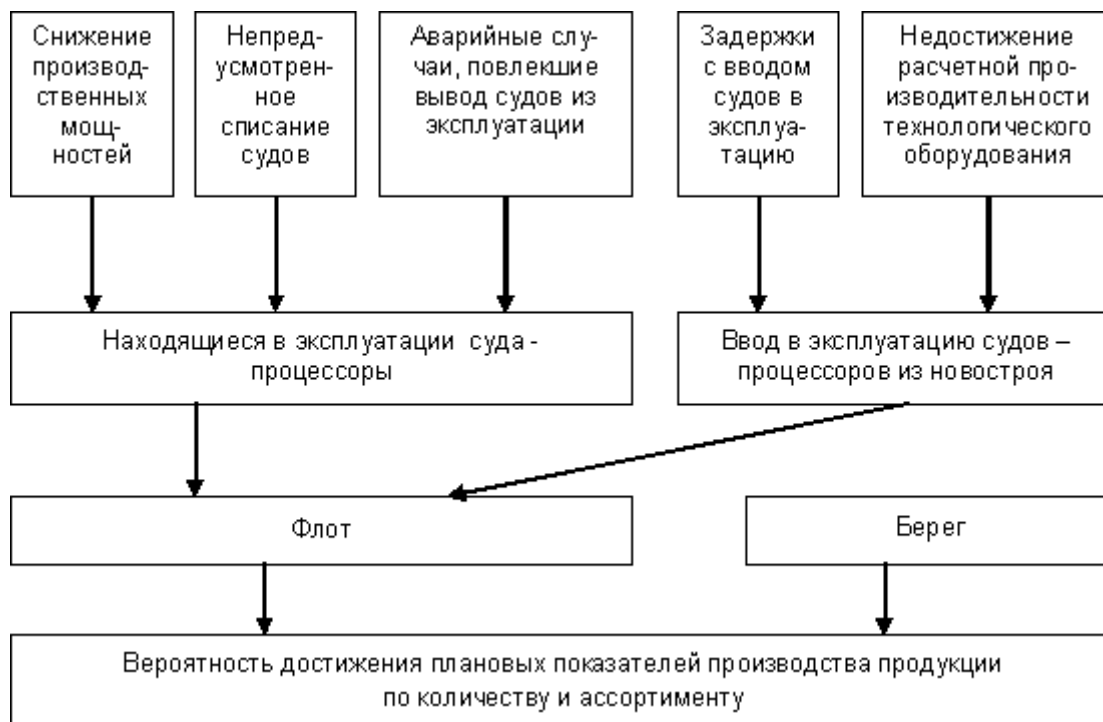 Снижение
производ-
ственных
мощ-
ностей
Непред-
усмотрен-
ное
списание
судов
Аварийные слу-
чаи, повлекшие
вывод судов из
эксплуатации
Задержки
с вводом
судов в
эксплуа-
тацию
Недостижение
расчетной про-
изводительности
технологического
оборудования
Находящиеся в эксплуатации суда -
процессоры
Ввод в эксплуатацию судов –
процессоров из новостроя
Флот
Берег
Вероятность достижения плановых показателей производства продукции
по количеству и ассортименту